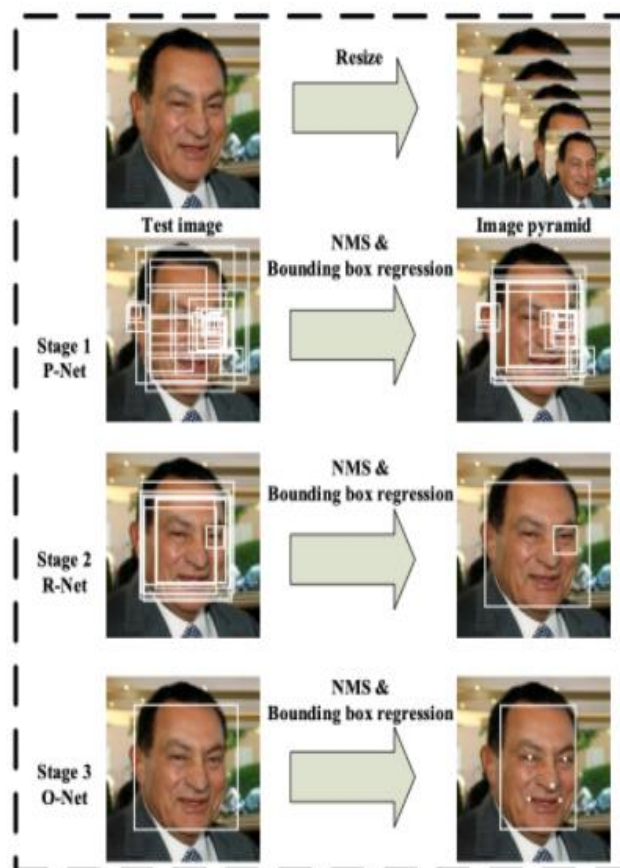 Resize
Test image
Image pyramid
NMS &
Bounding box regression
Stage 1
P-Net
NMS &
Bounding box regression
Stage 2
R-Net
NMS &
Bounding box regression
Stage 3
O-Net